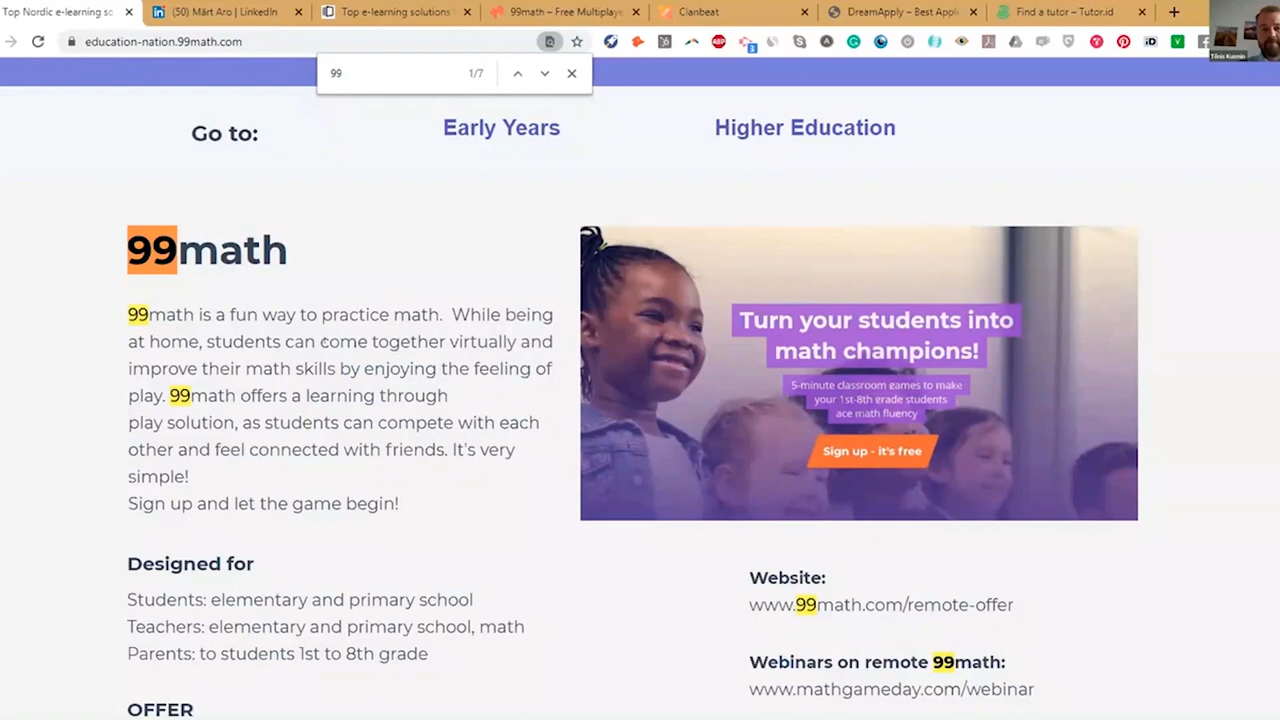 Top Nordic e-learning so
(50) Märt Aro | LinkedIn
Top e-learning solutions
99math – Free Multiplaye
Clanbeat
DreamApply – Best Appli
Find a tutor – Tutor.id
education-nation.99math.com
99
1/7
Tõnis Kusmin
Go to:
Early Years
Higher Education
99math
99math is a fun way to practice math. While being
at home, students can come together virtually and
improve their math skills by enjoying the feeling of
play. 99math offers a learning through
play solution, as students can compete with each
other and feel connected with friends. It's very
simple!
Sign up and let the game begin!
Turn your students into
math champions!
5-minute classroom games to make
your 1st-8th grade students
ace math fluency
Sign up - it's free
Designed for
Students: elementary and primary school
Teachers: elementary and primary school, math
Parents: to students 1st to 8th grade
OFFER
Website:
www.99math.com/remote-offer
Webinars on remote 99math:
www.mathgameday.com/webinar